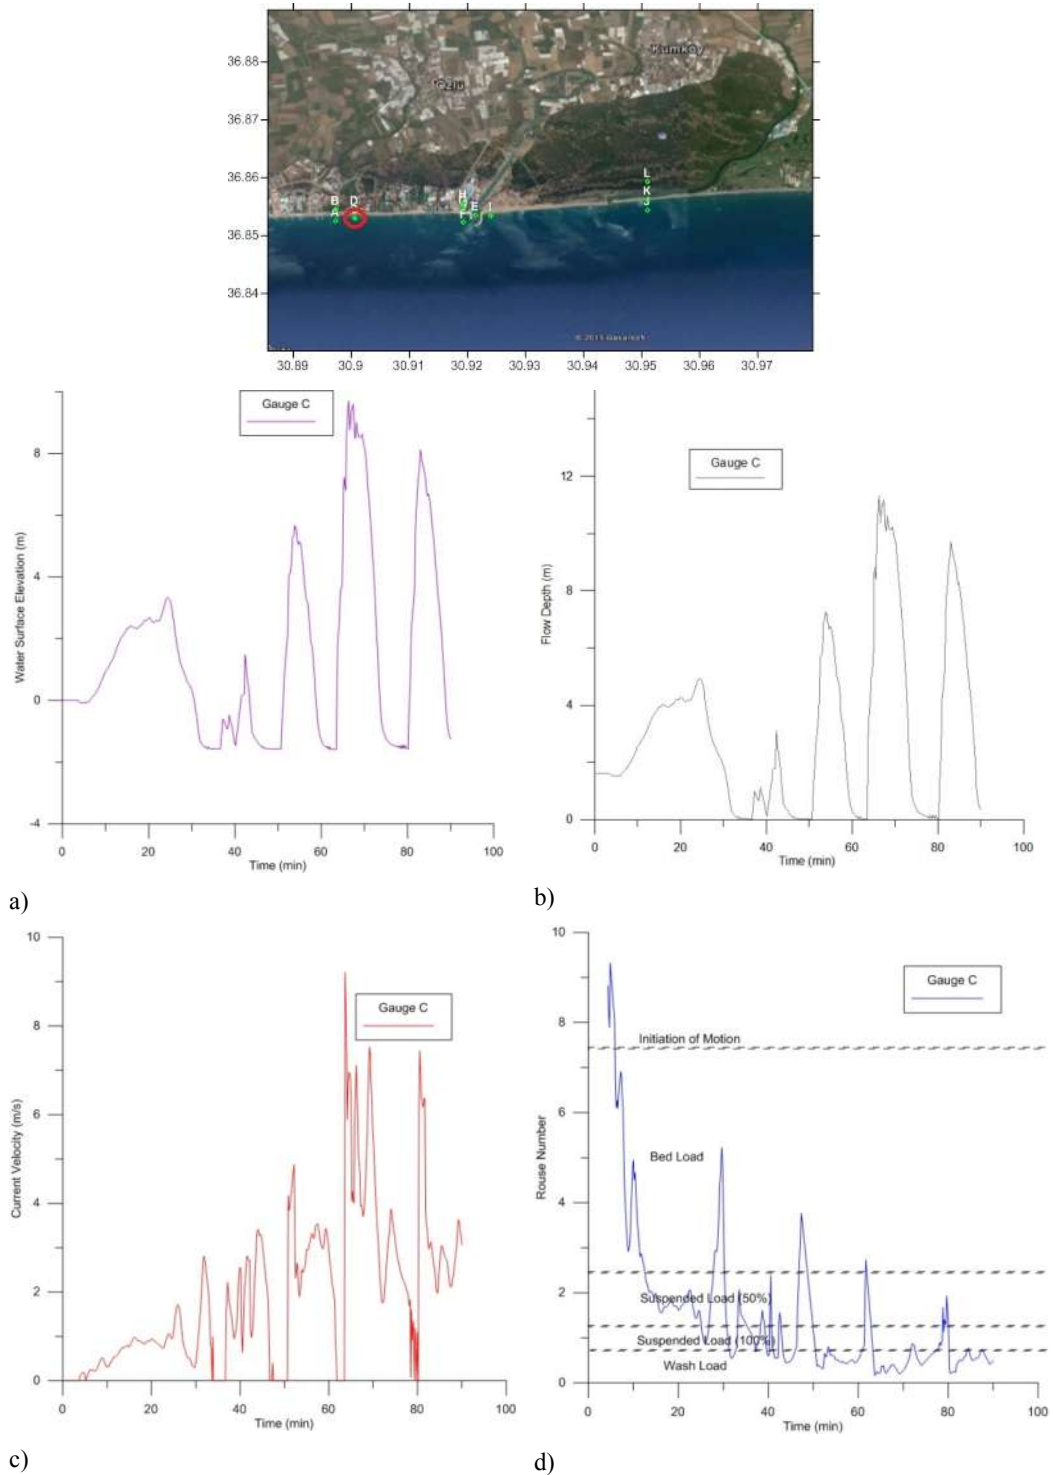 36.88
Kumköy
36.87
36.86
L
K
B D
H
A
E I
J
36.85
36.84
30.89 30.9 30.91 30.92 30.93 30.94 30.95 30.96 30.97
Gauge C
Water Surface Elevation (m)
8
4
0
-4
0 20 40 60 80 100
Time (min)
a)
Gauge C
Flow Depth (m)
12
8
4
0
0 20 40 60 80 100
Time (min)
b)
Gauge C
Current Velocity (m/s)
10
8
6
4
2
0
0 20 40 60 80 100
Time (min)
c)
Gauge C
Rouse Number
10
8
6
4
2
0
Initiation of Motion
Bed Load
Suspended Load (50%)
Suspended Load (100%)
Wash Load
0 20 40 60 80 100
Time (min)
d)